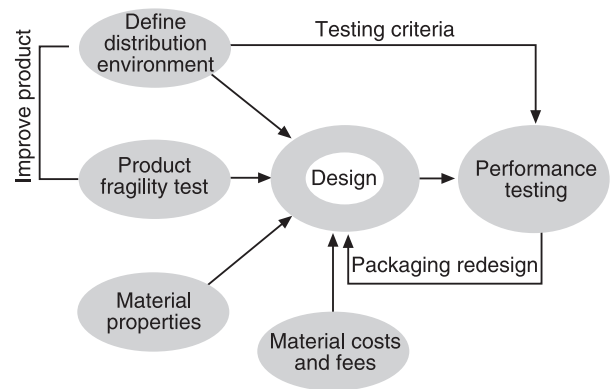 Define
distribution
environment
Testing criteria
Improve product
Product
fragility test
Design
Performance
testing
Packaging redesign
Material
properties
Material costs
and fees